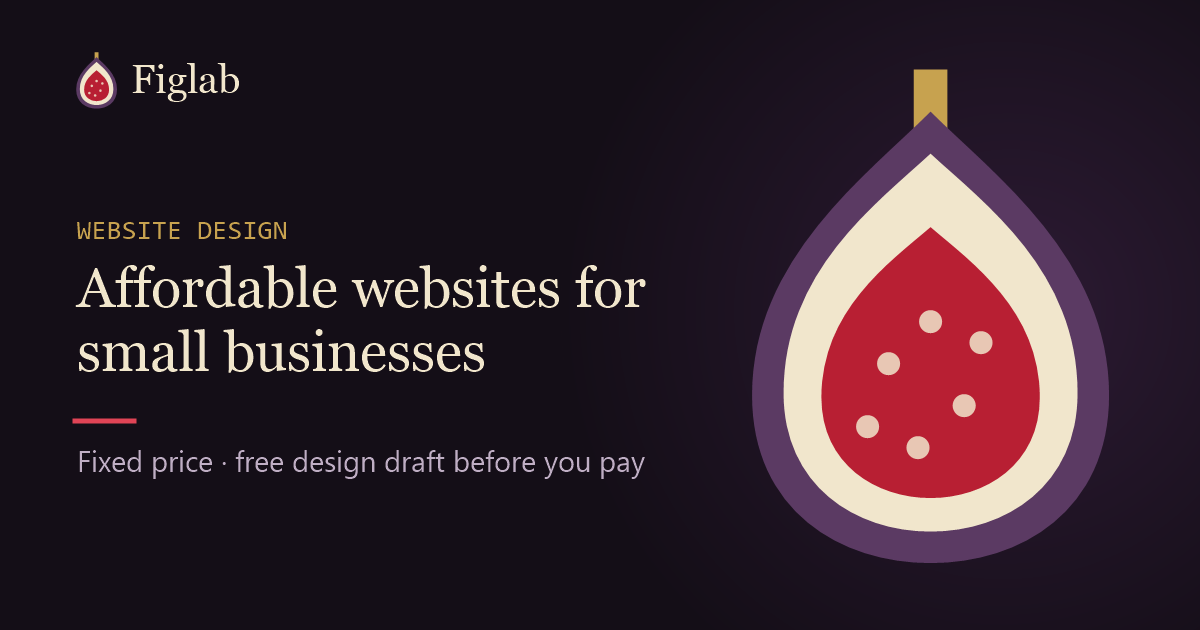 Figlab
WEBSITE DESIGN
Affordable websites for
small businesses
Fixed price · free design draft before you pay